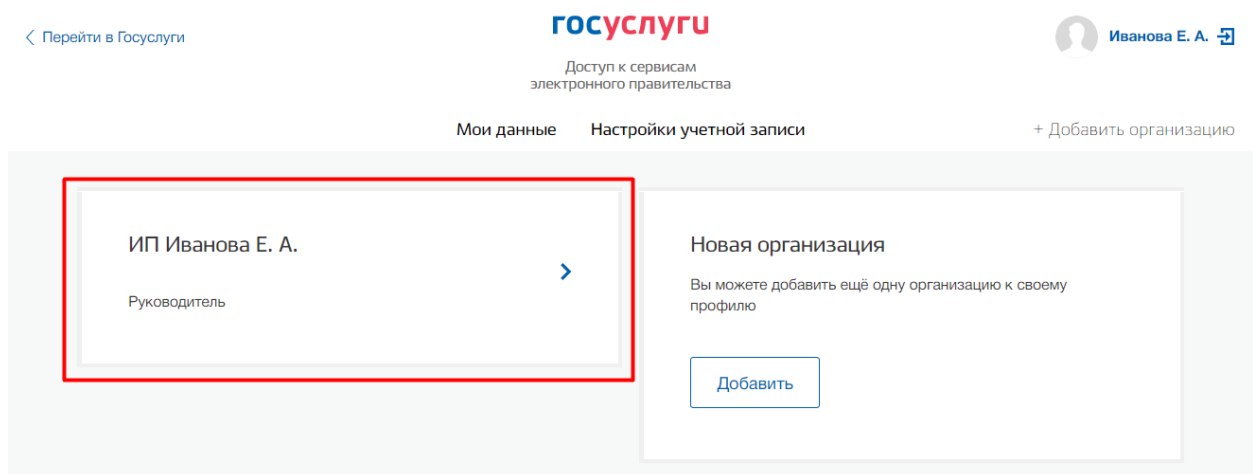 Перейти в Госуслуги
госуслуги
Иванова Е. А.
Доступ к сервисам
электронного правительства
Мои данные
Настройки учетной записи
+ Добавить организацию
ИП Иванова Е. А.
Руководитель
Новая организация
Вы можете добавить ещё одну организацию к своему
профилю
Добавить